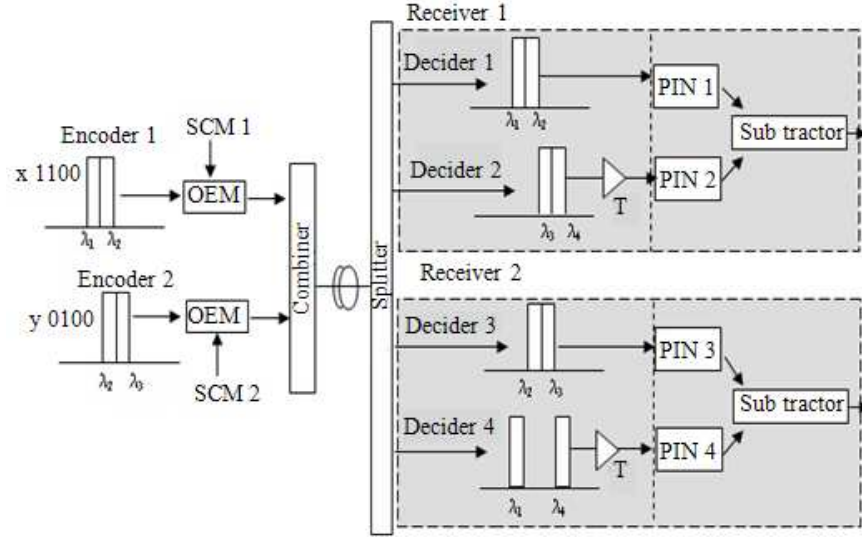 Receiver 1
Decider 1
λ₁ λ₂
PIN 1
Sub tractor
Decider 2
λ₃ λ₄
T
PIN 2
Encoder 1
x 1100
λ₁ λ₂
SCM 1
OEM
Encoder 2
y 0100
λ₂ λ₃
OEM
SCM 2
Combiner
Splitter
Receiver 2
Decider 3
λ₂ λ₃
PIN 3
Sub tractor
Decider 4
λ₁ λ₄
T
PIN 4